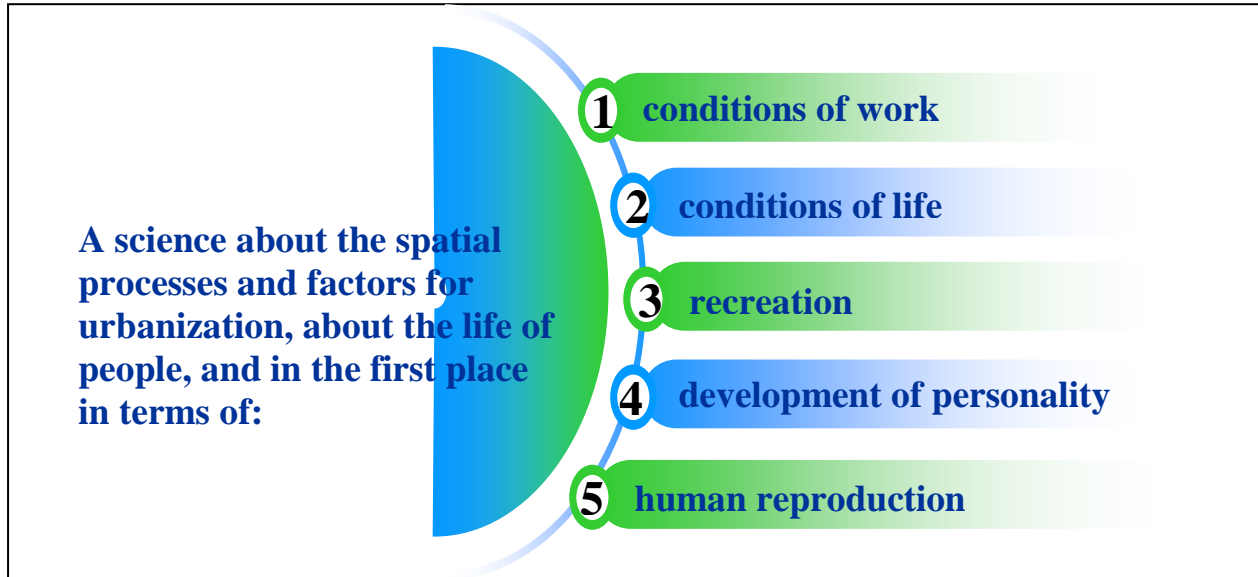 A science about the spatial
processes and factors for
urbanization, about the life of
people, and in the first place
in terms of:
1 conditions of work
2 conditions of life
3 recreation
4 development of personality
5 human reproduction